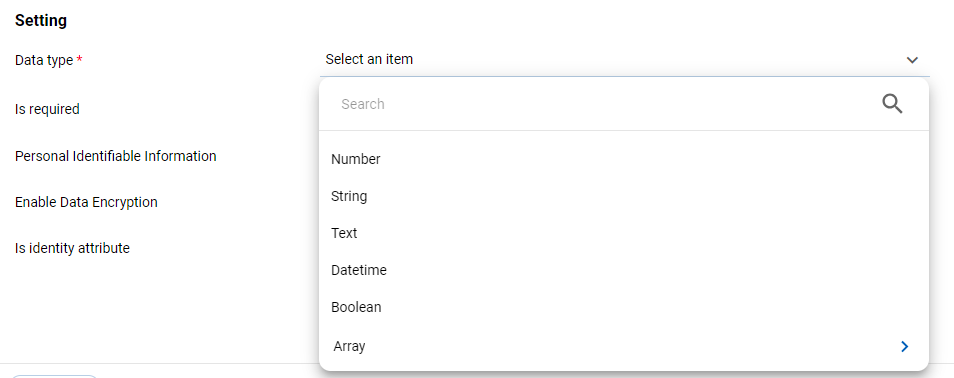 Setting
Data type * Select an item
Search
Is required
Personal Identifiable Information
Enable Data Encryption
Is identity attribute
Number
String
Text
Datetime
Boolean
Array